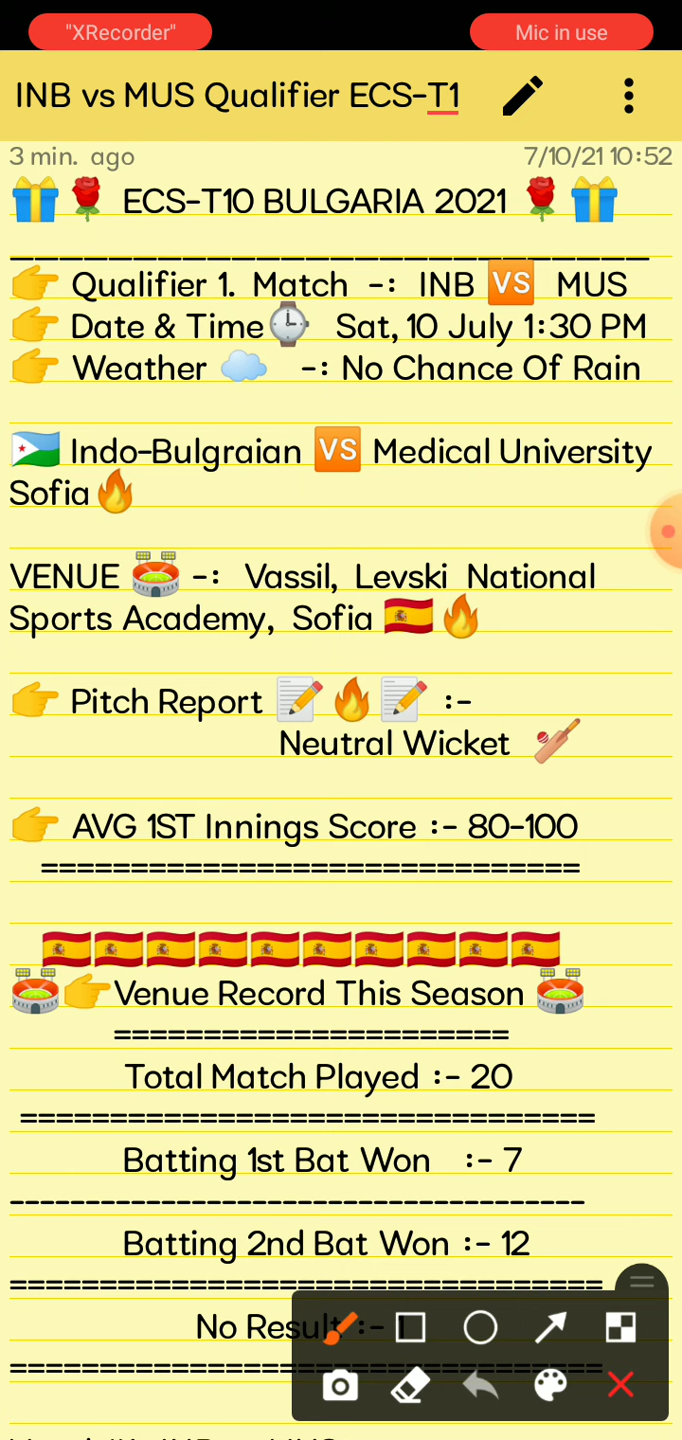 "XRecorder" Mic in use
INB vs MUS Qualifier ECS-T1
3 min. ago 7/10/21 10:52
🎁🌹 ECS-T10 BULGARIA 2021 🌹🎁
________________________________
👉 Qualifier 1. Match -: INB 🆚 MUS
👉 Date & Time⌚ Sat, 10 July 1:30 PM
👉 Weather ☁️ -: No Chance Of Rain
🇩🇯 Indo-Bulgraian 🆚 Medical University
Sofia🔥
VENUE 🏟 -: Vassil, Levski National
Sports Academy, Sofia 🇪🇸 🔥
👉 Pitch Report 📝🔥📝 :-
Neutral Wicket 🏏
👉 AVG 1ST Innings Score :- 80-100
==============================
🇪🇸🇪🇸🇪🇸🇪🇸🇪🇸🇪🇸🇪🇸🇪🇸🇪🇸🇪🇸
🏟👉Venue Record This Season 🏟
======================
Total Match Played :- 20
================================
Batting 1st Bat Won :- 7
--------------------------------------
Batting 2nd Bat Won :- 12
=================================
No Result :- 1
=================================